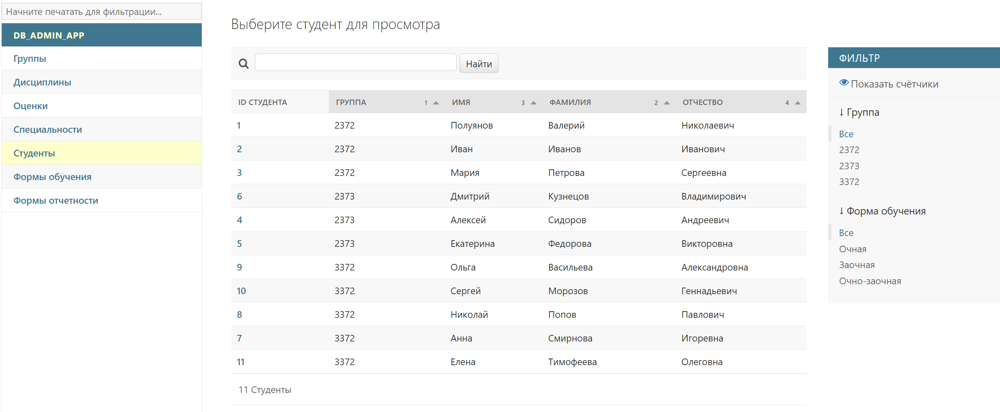 Начните печатать для фильтрации...
DB_ADMIN_APP
Группы
Дисциплины
Оценки
Специальности
Студенты
Формы обучения
Формы отчетности
Выберите студент для просмотра
Найти
ID СТУДЕНТА ГРУППА 1 ИМЯ 3 ФАМИЛИЯ 2 ОТЧЕСТВО 4
1 2372 Полуянов Валерий Николаевич
2 2372 Иван Иванов Иванович
3 2372 Мария Петрова Сергеевна
6 2373 Дмитрий Кузнецов Владимирович
4 2373 Алексей Сидоров Андреевич
5 2373 Екатерина Федорова Викторовна
9 3372 Ольга Васильева Александровна
10 3372 Сергей Морозов Геннадьевич
8 3372 Николай Попов Павлович
7 3372 Анна Смирнова Игоревна
11 3372 Елена Тимофеева Олеговна
11 Студенты
ФИЛЬТР
Показать счётчики
↓ Группа
Все
2372
2373
3372
↓ Форма обучения
Все
Очная
Заочная
Очно-заочная